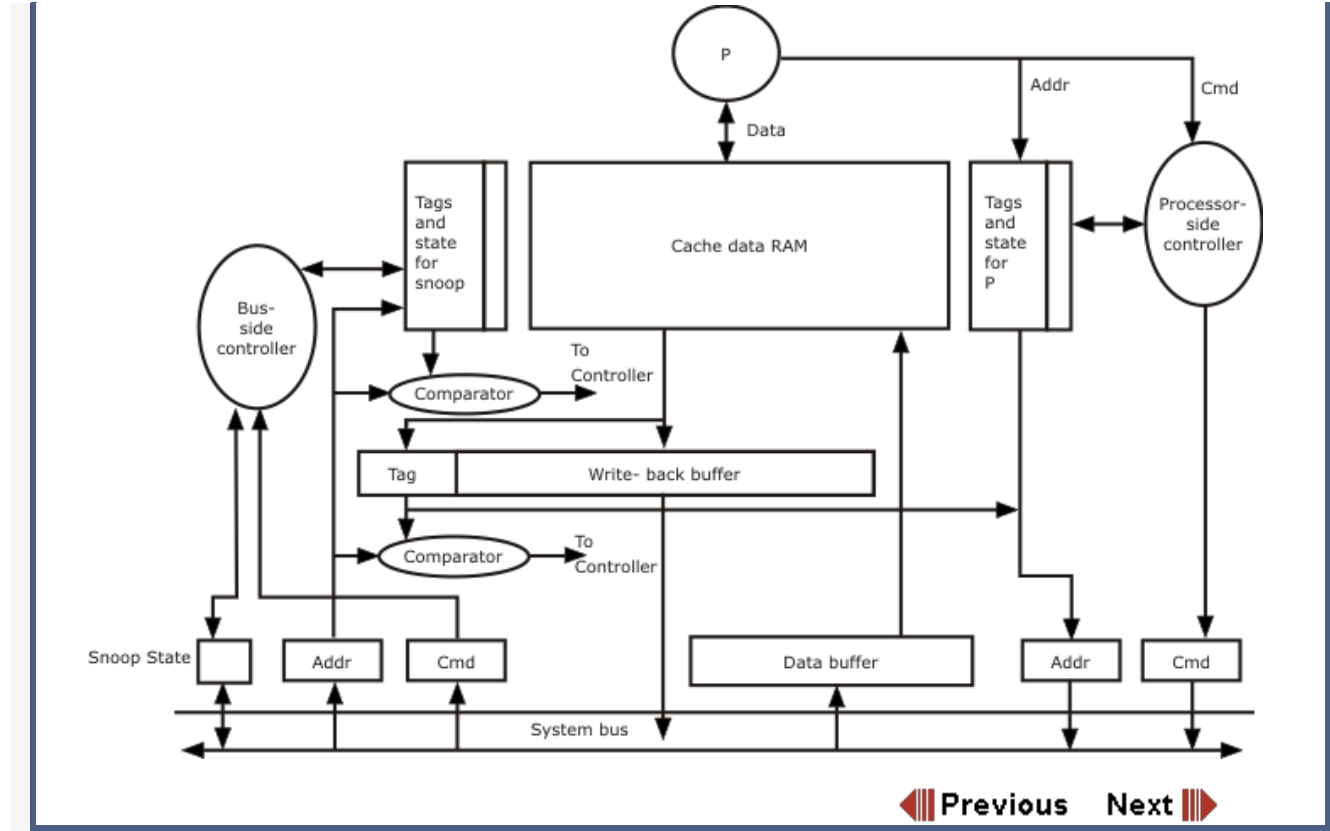 P
Addr
Cmd
Data
Tags
and
state
for
snoop
Cache data RAM
Tags
and
state
for
P
Processor-
side
controller
Bus-
side
controller
To
Controller
Comparator
Tag
Write- back buffer
To
Controller
Comparator
Snoop State
Addr
Cmd
Data buffer
Addr
Cmd
System bus
Previous Next